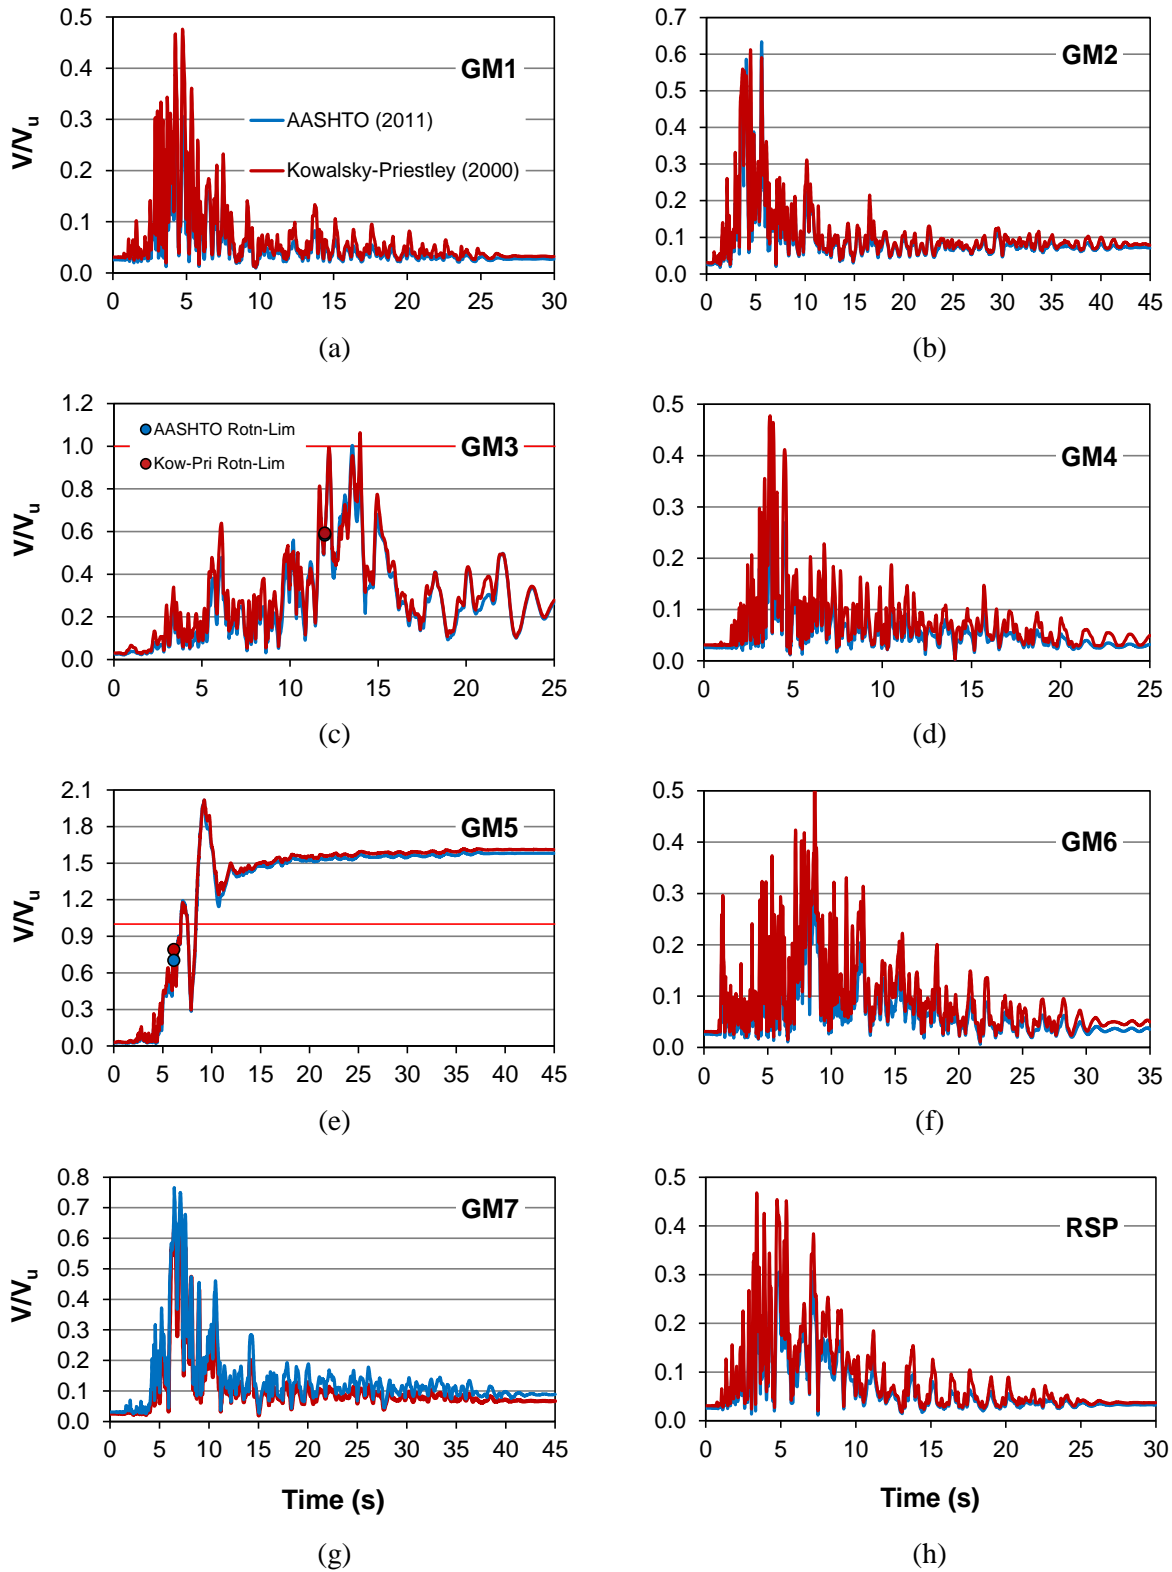 0.5
0.4
0.3
0.2
0.1
0.0
V/Vu
GM1
AASHTO (2011)
Kowalsky-Priestley (2000)
0 5 10 15 20 25 30
(a)
0.7
0.6
0.5
0.4
0.3
0.2
0.1
0.0
GM2
0 5 10 15 20 25 30 35 40 45
(b)
1.2
1.0
0.8
0.6
0.4
0.2
0.0
V/Vu
AASHTO Rotn-Lim
Kow-Pri Rotn-Lim
GM3
0 5 10 15 20 25
(c)
0.5
0.4
0.3
0.2
0.1
0.0
GM4
0 5 10 15 20 25
(d)
2.1
1.8
1.5
1.2
0.9
0.6
0.3
0.0
V/Vu
GM5
0 5 10 15 20 25 30 35 40 45
(e)
0.5
0.4
0.3
0.2
0.1
0.0
GM6
0 5 10 15 20 25 30 35
(f)
0.8
0.7
0.6
0.5
0.4
0.3
0.2
0.1
0.0
V/Vu
GM7
0 5 10 15 20 25 30 35 40 45
Time (s)
(g)
0.5
0.4
0.3
0.2
0.1
0.0
RSP
0 5 10 15 20 25 30
Time (s)
(h)